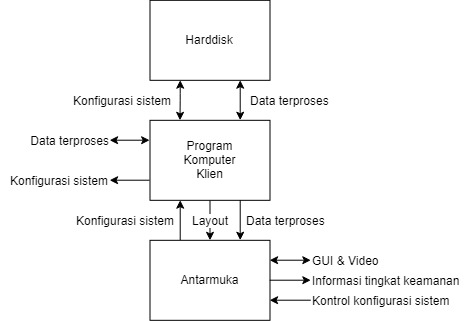 Harddisk
Konfigurasi sistem
Data terproses
Data terproses
Program
Komputer
Klien
Konfigurasi sistem
Konfigurasi sistem
Layout
Data terproses
Antarmuka
GUI & Video
Informasi tingkat keamanan
Kontrol konfigurasi sistem